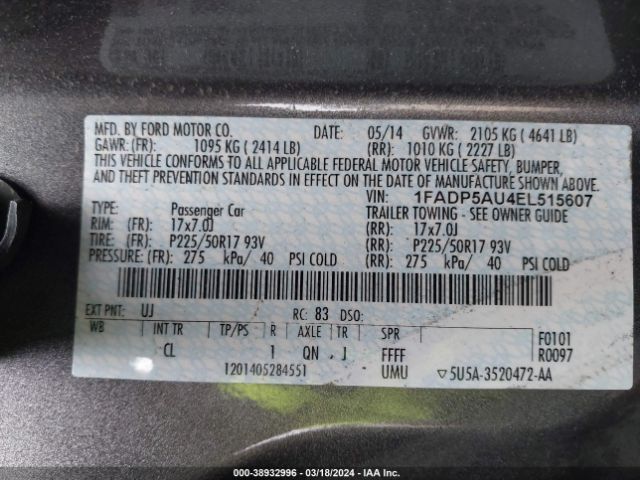 MFD. BY FORD MOTOR CO. DATE: 05/14 GVWR: 2105 KG ( 4641 LB)
GAWR: (FR): 1095 KG ( 2414 LB) (RR): 1010 KG ( 2227 LB)
THIS VEHICLE CONFORMS TO ALL APPLICABLE FEDERAL MOTOR VEHICLE SAFETY, BUMPER,
AND THEFT PREVENTION STANDARDS IN EFFECT ON THE DATE OF MANUFACTURE SHOWN ABOVE.
VIN: 1FADP5AU4EL515607
TYPE: Passenger Car TRAILER TOWING - SEE OWNER GUIDE
RIM: (FR): 17x7.0J (RR): 17x7.0J
TIRE: (FR): P225/50R17 93V (RR): P225/50R17 93V
PRESSURE: (FR): 275 kPa/ 40 PSI COLD (RR): 275 kPa/ 40 PSI COLD
EXT PNT: UJ RC: 83 DSO:
WB INT TR TP/PS R AXLE TR SPR F0101
CL 1 QN J FFFF R0097
1201405284551 UMU ▽5U5A-3520472-AA
000-38932996 - 03/18/2024 - IAA Inc.